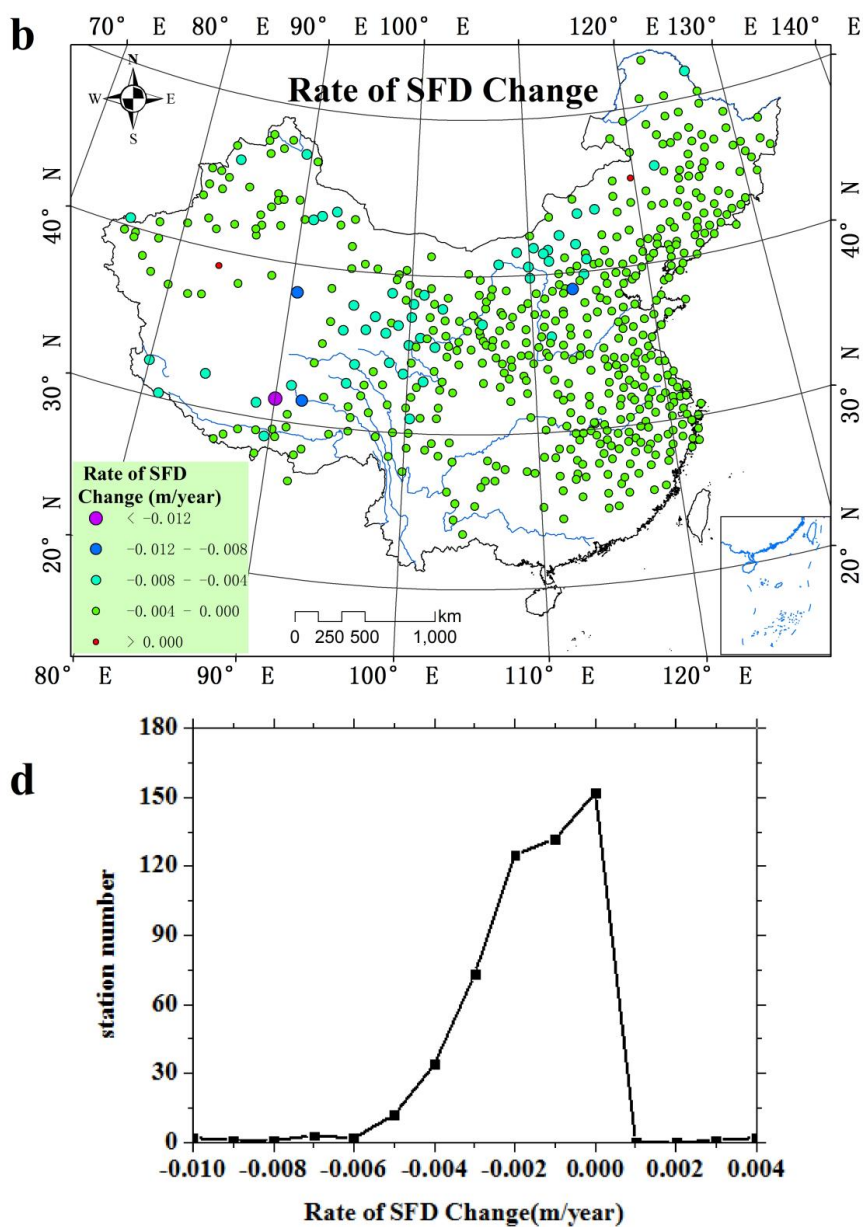 b
70° E 80° E 90° E 100° E 120° E 130° E 140° E
Rate of SFD Change
N
W E
S
40° N
30° N
20° N
40° N
30° N
20° N
Rate of SFD
Change (m/year)
< -0.012
-0.012 - -0.008
-0.008 - -0.004
-0.004 - 0.000
> 0.000
km
0 250 500 1,000
80° E 90° E 100° E 110° E 120° E
d
180
150
120
90
60
30
0
station number
-0.010 -0.008 -0.006 -0.004 -0.002 0.000 0.002 0.004
Rate of SFD Change(m/year)